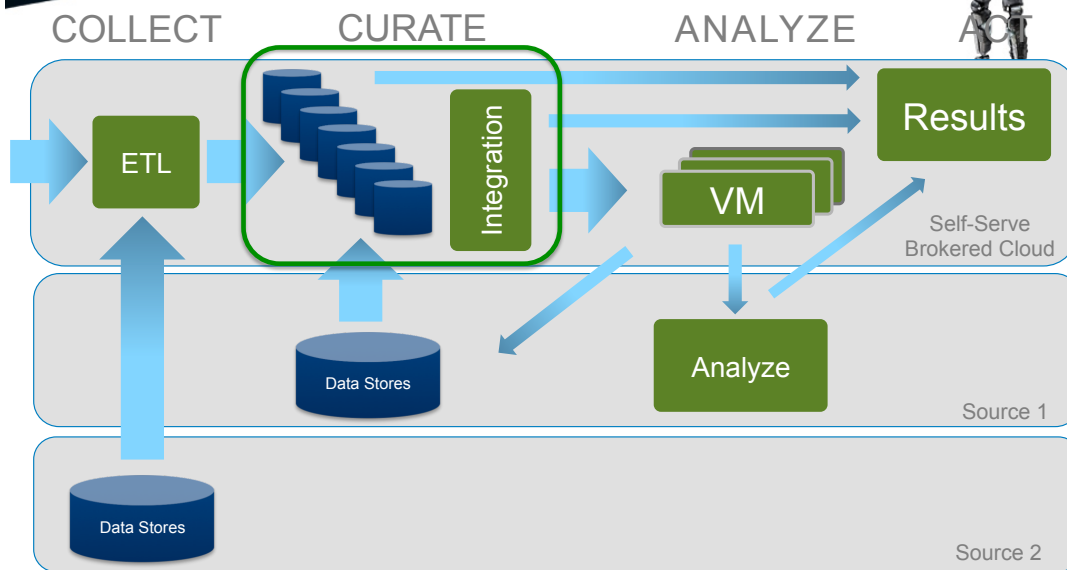 COLLECT
CURATE
ANALYZE
ACT
ETL
Integration
VM
Results
Self-Serve
Brokered Cloud
Data Stores
Analyze
Source 1
Data Stores
Source 2